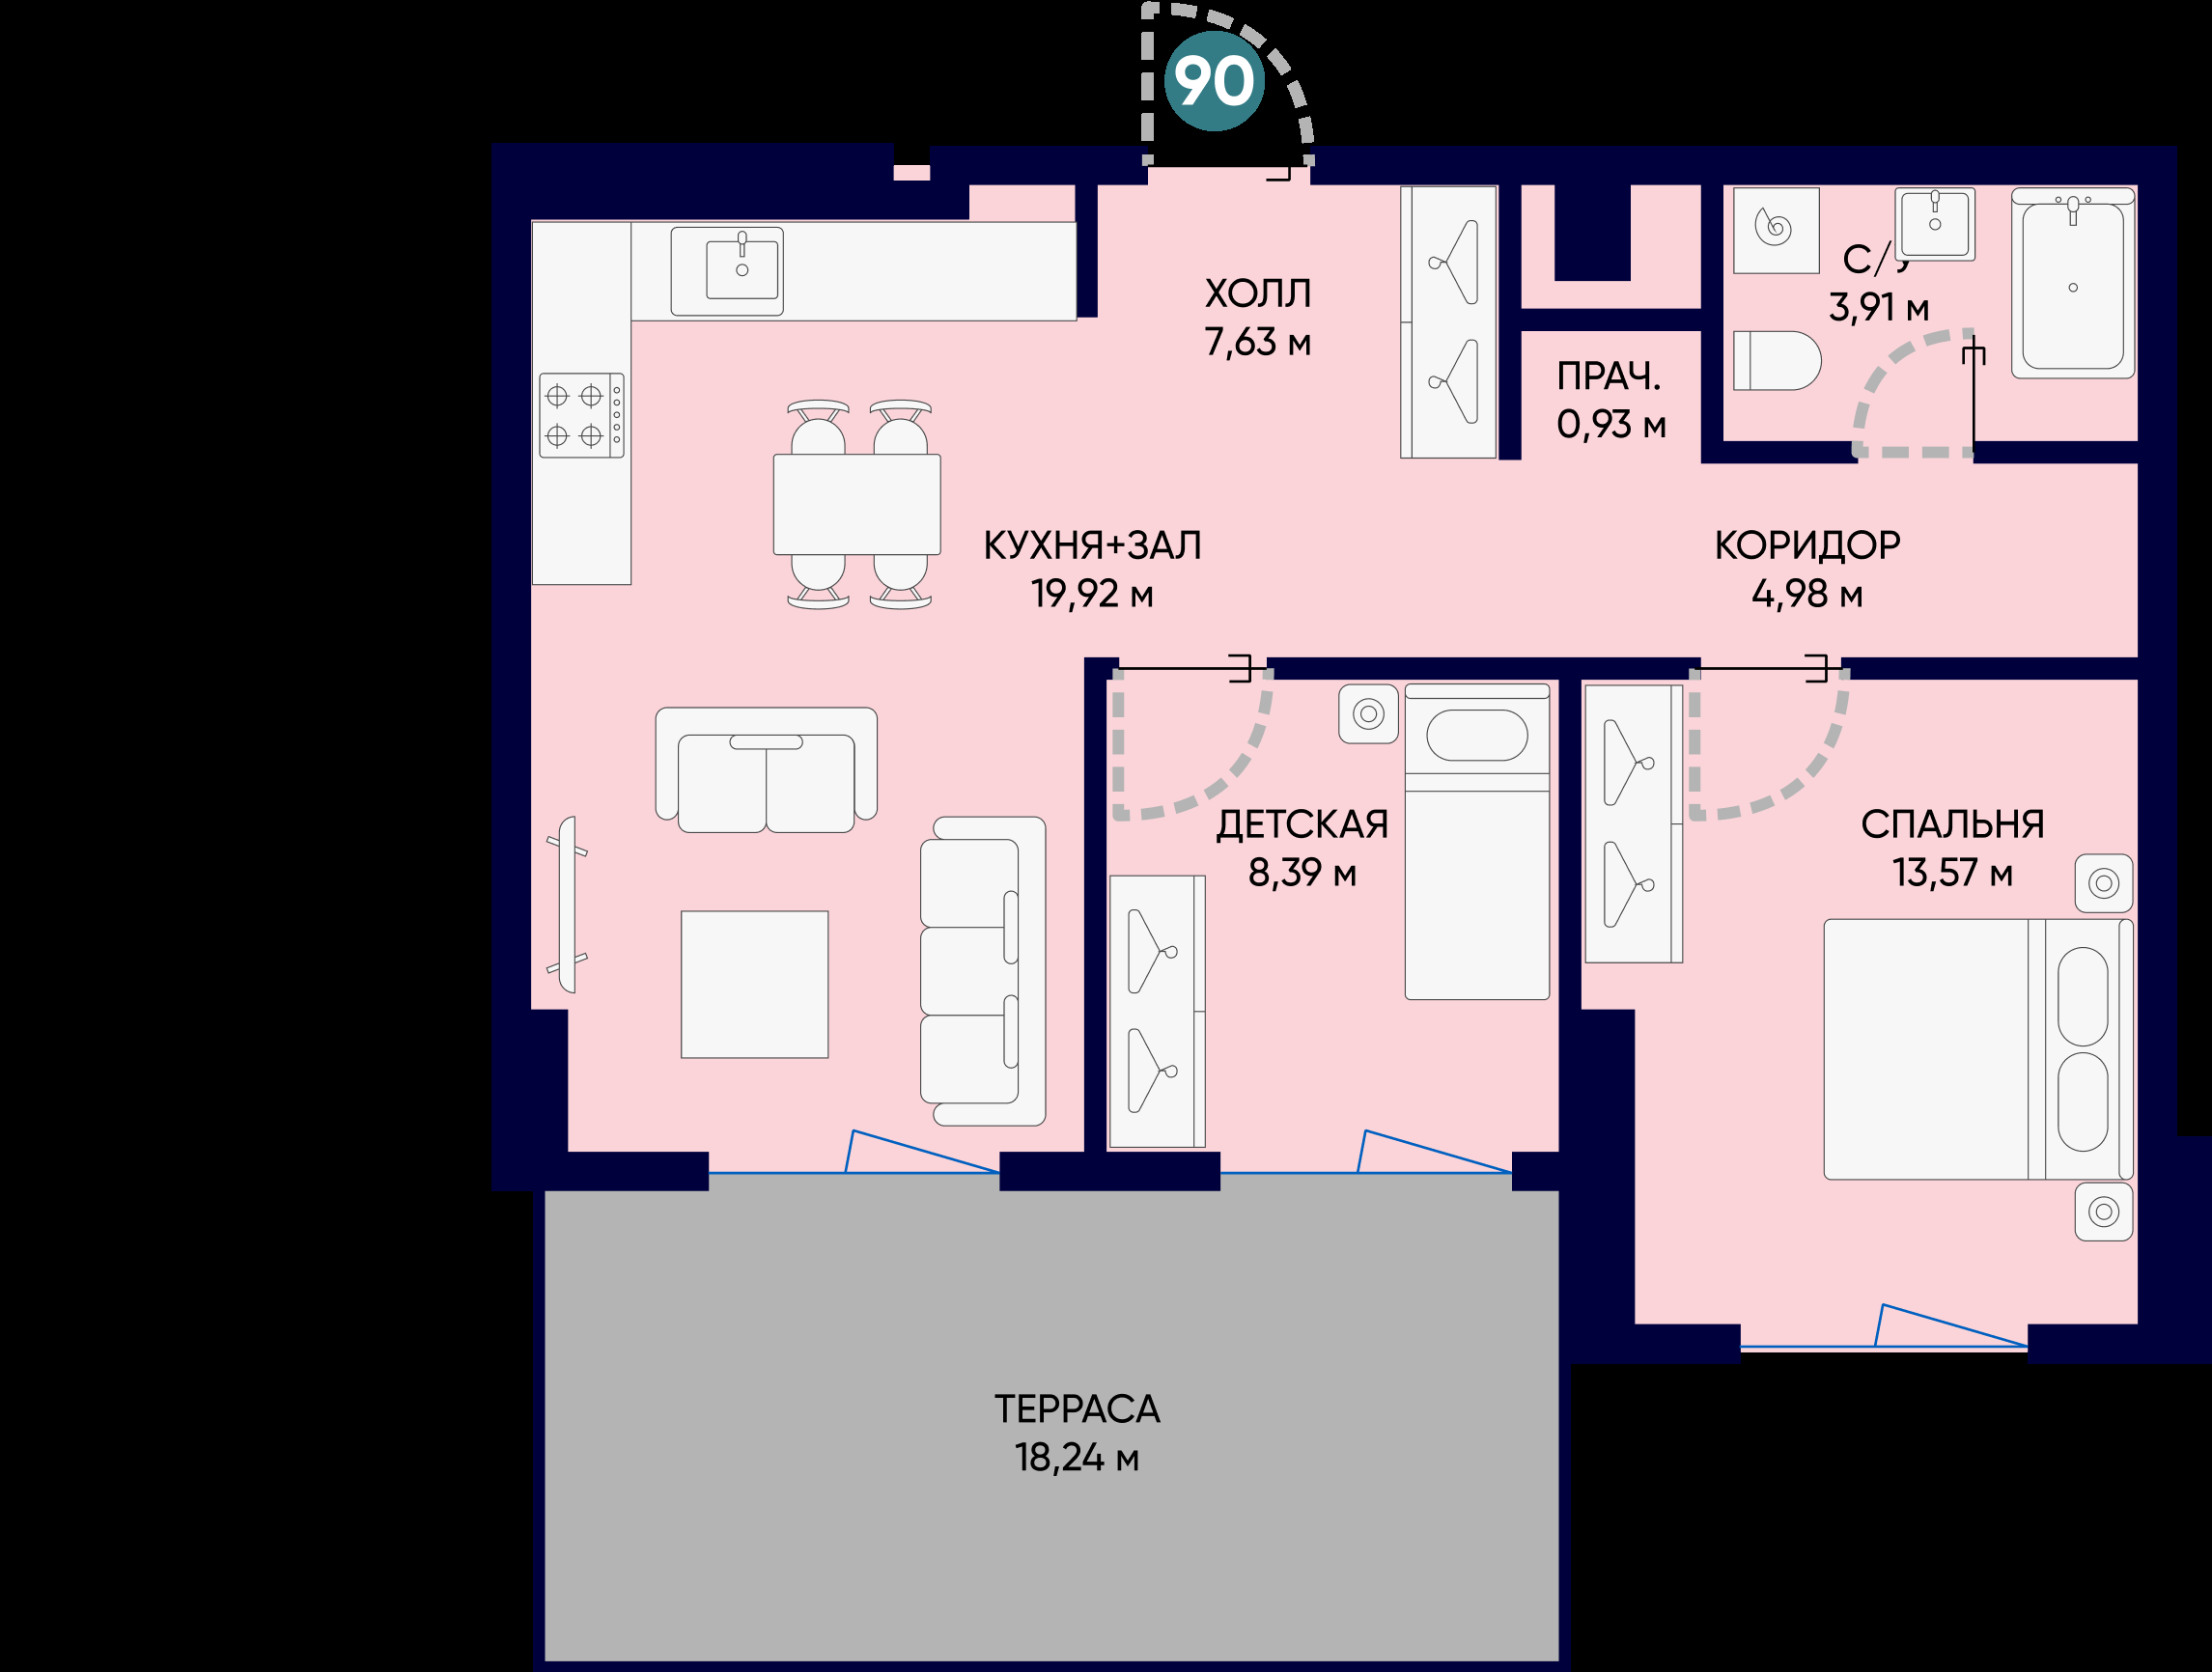 90
ХОЛЛ
7,63 м
С/У
3,91 м
ПРАЧ.
0,93 м
КУХНЯ+ЗАЛ
19,92 м
КОРИДОР
4,98 м
ДЕТСКАЯ
8,39 м
СПАЛЬНЯ
13,57 м
ТЕРРАСА
18,24 м